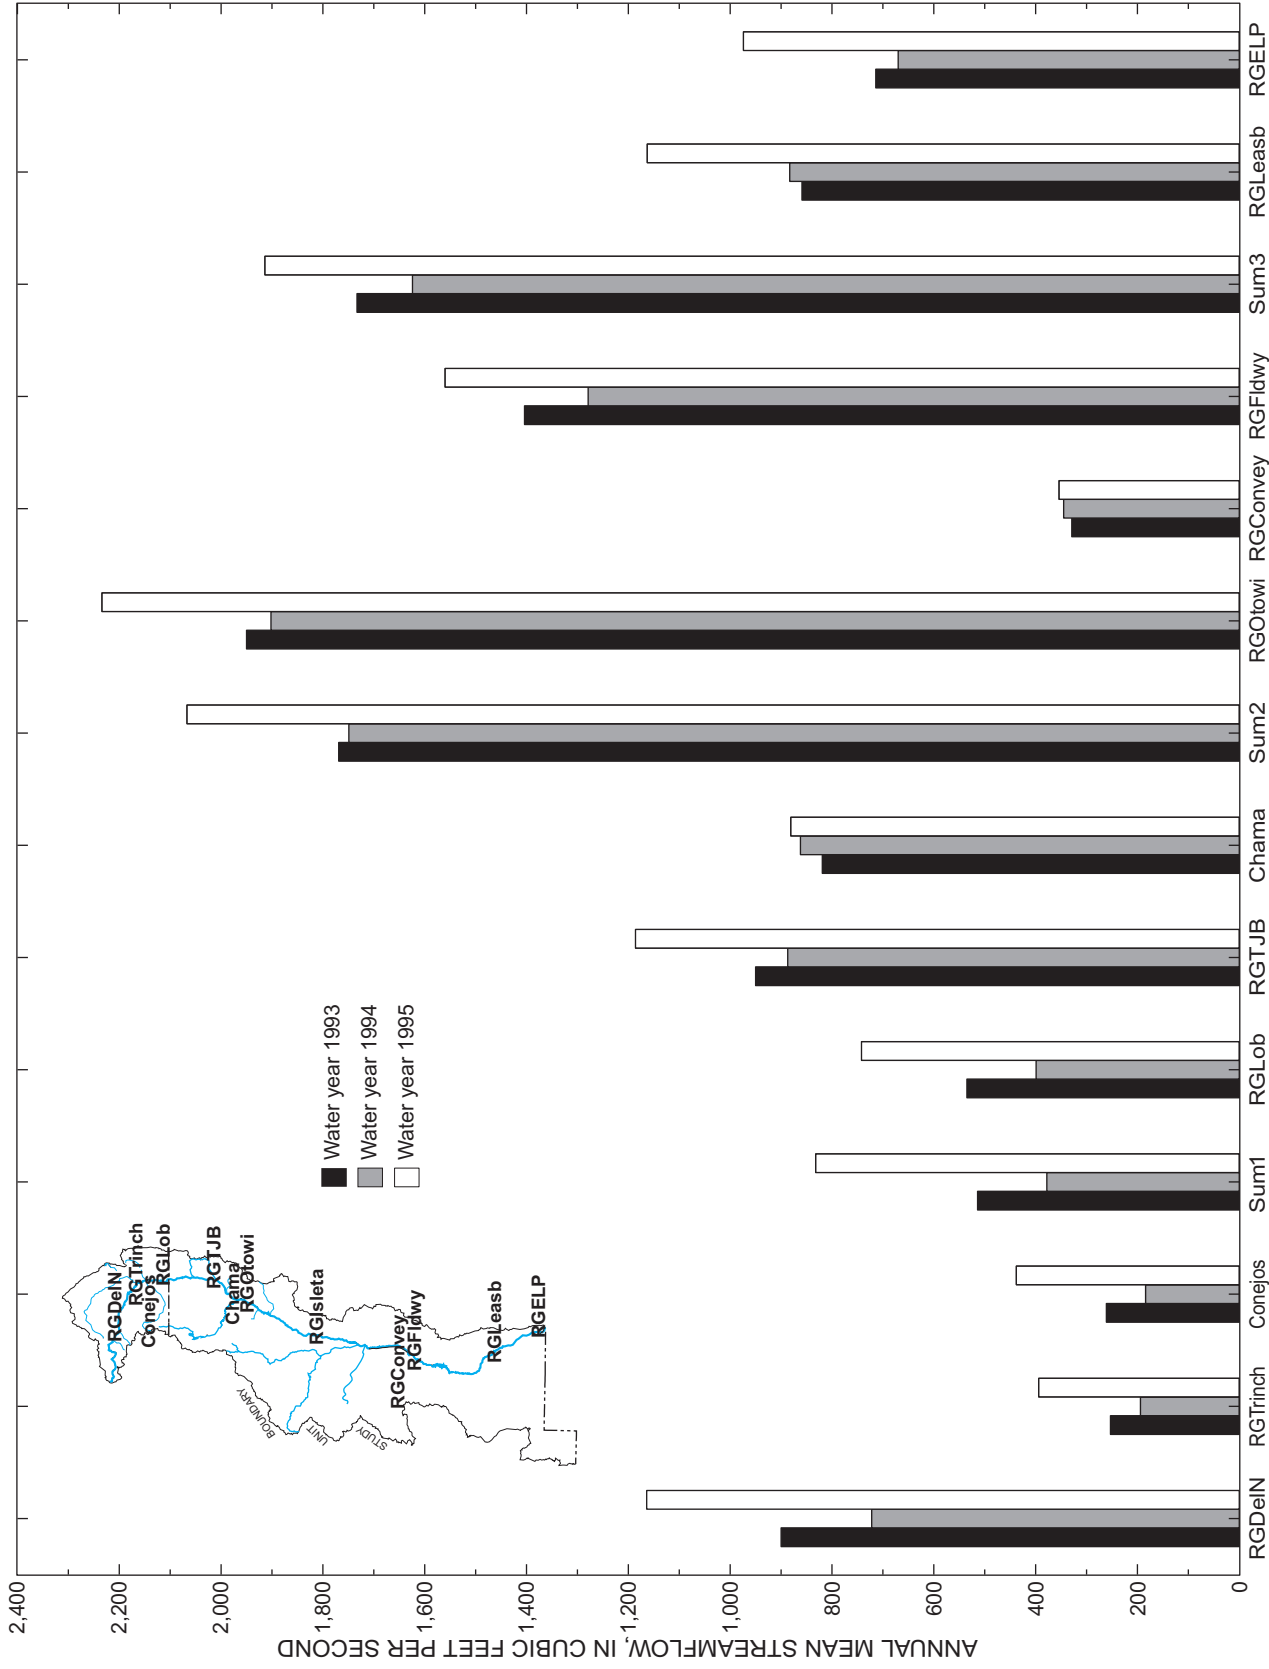 ANNUAL MEAN STREAMFLOW, IN CUBIC FEET PER SECOND
2,400
2,200
2,000
1,800
1,600
1,400
1,200
1,000
800
600
400
200
0
RGDelN
RGTrinch
Conejos
RGLob
RGTJB
Chama
RGOtowi
RGIsleta
RGConvey
RGFldwy
RGLeasb
RGELP
STUDY
UNIT
BOUNDARY
Water year 1993
Water year 1994
Water year 1995
RGDelN
RGTrinch
Conejos
Sum1
RGLob
RGTJB
Chama
Sum2
RGOtowi
RGConvey
RGFldwy
Sum3
RGLeasb
RGELP